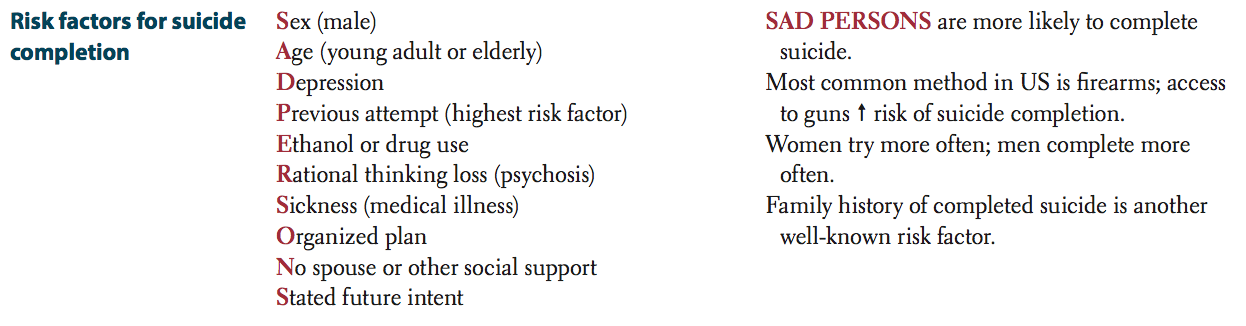 Risk factors for suicide
completion
Sex (male)
Age (young adult or elderly)
Depression
Previous attempt (highest risk factor)
Ethanol or drug use
Rational thinking loss (psychosis)
Sickness (medical illness)
Organized plan
No spouse or other social support
Stated future intent
SAD PERSONS are more likely to complete
suicide.
Most common method in US is firearms; access
to guns ↑ risk of suicide completion.
Women try more often; men complete more
often.
Family history of completed suicide is another
well-known risk factor.